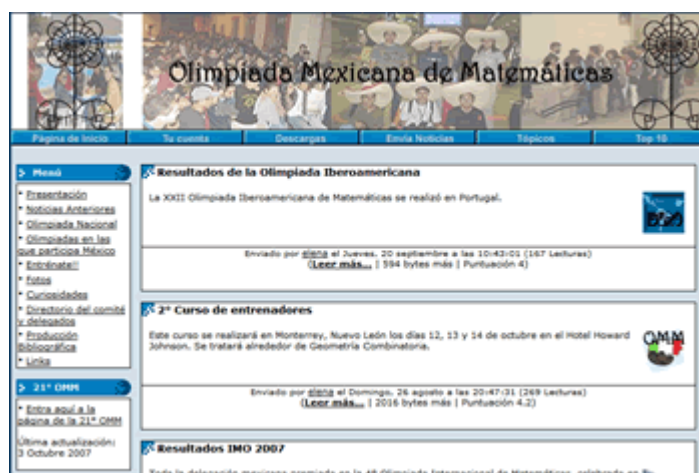 Olimpiada Mexicana de Matemáticas
Página de Inicio
Tu cuenta
Descargas
Envía Noticias
Tópicos
Top 10
Menú
Presentación
Noticias Anteriores
Olimpiada Nacional
Olimpiadas en las
que participa México
Entrénate!!
Fotos
Curiosidades
Directorio del comité
y delegados
Producción
Bibliográfica
Links
21° OMM
Entra aquí a la
página de la 21° OMM
Última actualización:
3 Octubre 2007
Resultados de la Olimpiada Iberoamericana
La XXII Olimpiada Iberoamericana de Matemáticas se realizó en Portugal.
Enviado por elena el Jueves, 20 septiembre a las 10:43:01 (167 Lecturas)
(Leer más... | 594 bytes más | Puntuación 4)
2° Curso de entrenadores
Este curso se realizará en Monterrey, Nuevo León los días 12, 13 y 14 de octubre en el Hotel Howard
Johnson. Se tratará alrededor de Geometría Combinatoria.
OMM
Enviado por elena el Domingo, 26 agosto a las 20:47:31 (269 Lecturas)
(Leer más... | 2016 bytes más | Puntuación 4.2)
Resultados IMO 2007